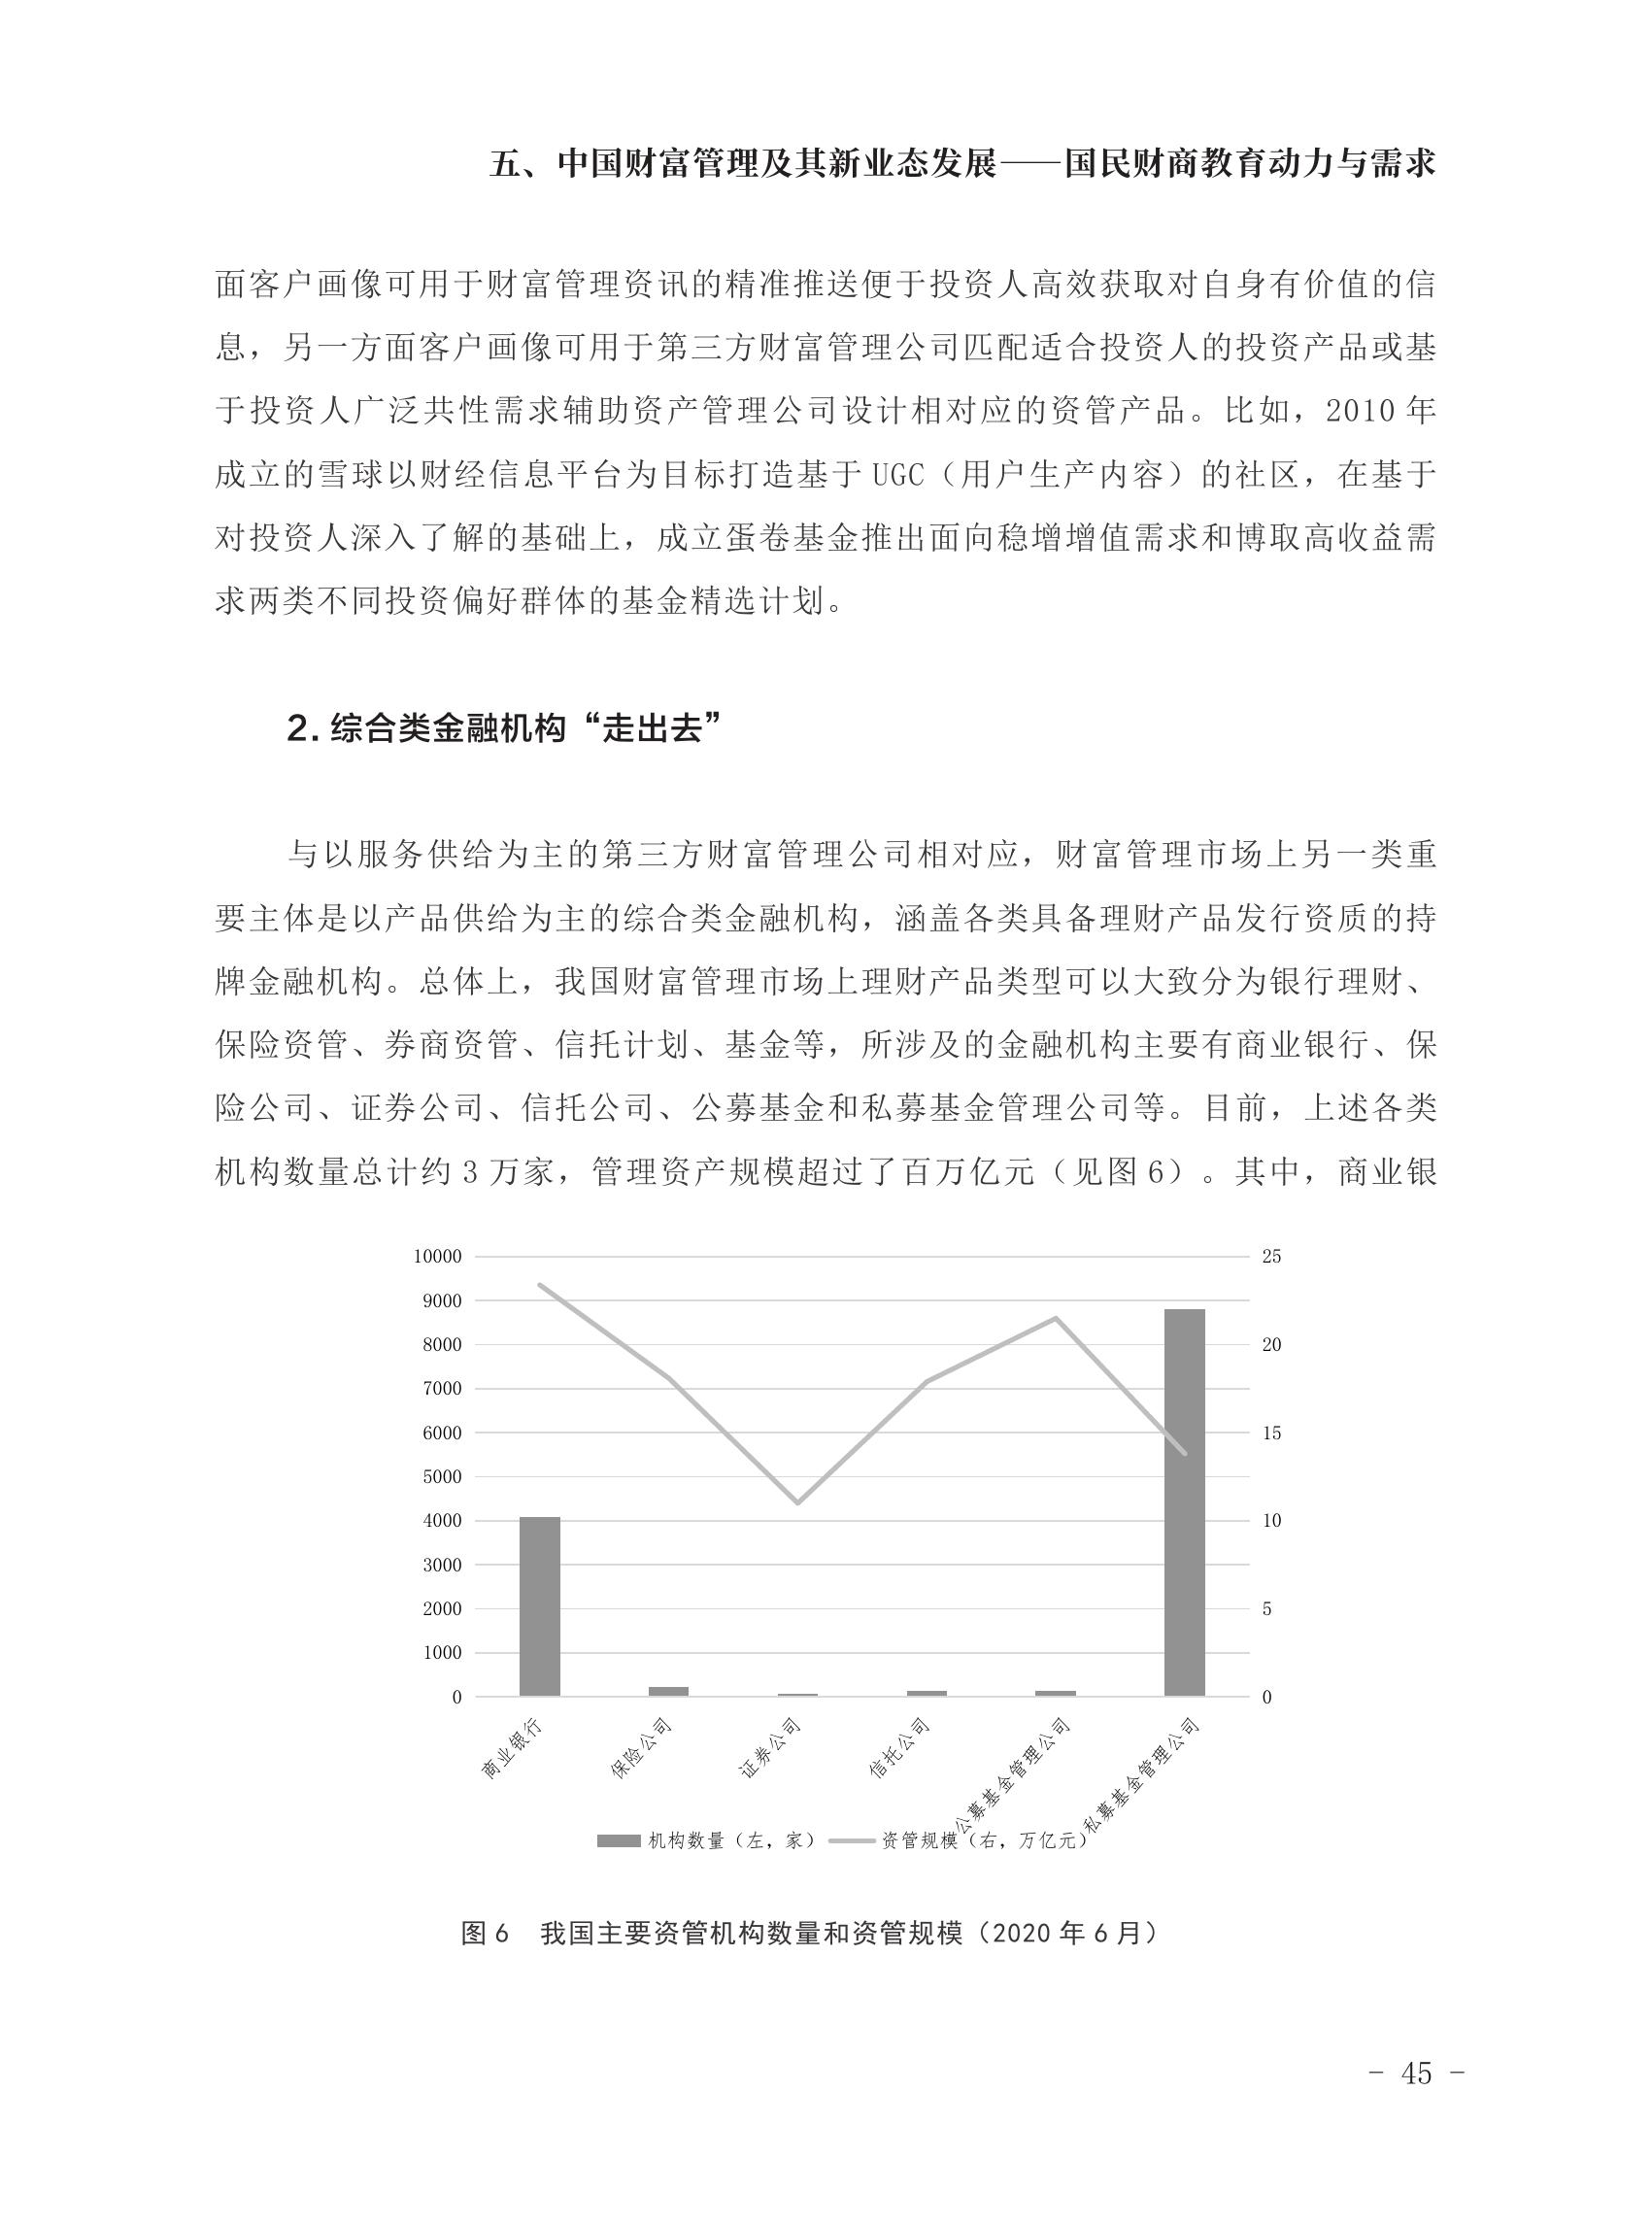 五、中国财富管理及其新业态发展——国民财商教育动力与需求
面客户画像可用于财富管理资讯的精准推送便于投资人高效获取对自身有价值的信
息，另一方面客户画像可用于第三方财富管理公司匹配适合投资人的投资产品或基
于投资人广泛共性需求辅助资产管理公司设计相对应的资管产品。比如，2010 年
成立的雪球以财经信息平台为目标打造基于 UGC（用户生产内容）的社区，在基于
对投资人深入了解的基础上，成立蛋卷基金推出面向稳增增值需求和博取高收益需
求两类不同投资偏好群体的基金精选计划。
2. 综合类金融机构“走出去”
与以服务供给为主的第三方财富管理公司相对应，财富管理市场上另一类重
要主体是以产品供给为主的综合类金融机构，涵盖各类具备理财产品发行资质的持
牌金融机构。总体上，我国财富管理市场上理财产品类型可以大致分为银行理财、
保险资管、券商资管、信托计划、基金等，所涉及的金融机构主要有商业银行、保
险公司、证券公司、信托公司、公募基金和私募基金管理公司等。目前，上述各类
机构数量总计约 3 万家，管理资产规模超过了百万亿元（见图 6）。其中，商业银
10000 25
9000
8000 20
7000
6000 15
5000
4000 10
3000
2000 5
1000
0 0
商业银行
保险公司
证券公司
信托公司
公募基金管理公司
私募基金管理公司
机构数量（左，家） 资管规模（右，万亿元）
图 6 我国主要资管机构数量和资管规模（2020 年 6 月）
- 45 -